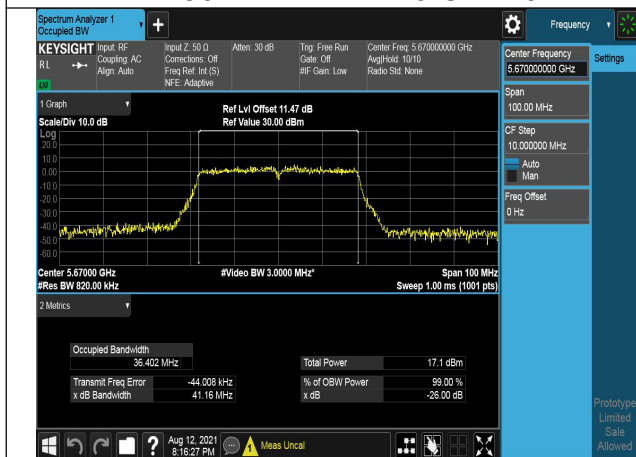 Spectrum Analyzer 1
Occupied BW
+
Frequency
KEYSIGHT
RL
Input: RF
Coupling: AC
Align: Auto
Input Z: 50 Ω
Corrections: Off
Freq Ref: Int (S)
NFE: Adaptive
Atten: 30 dB
Trig: Free Run
Gate: Off
#IF Gain: Low
Center Freq: 5.670000000 GHz
Avg|Hold: 10/10
Radio Std: None
LXI
1 Graph
Scale/Div 10.0 dB
Ref Lvl Offset 11.47 dB
Ref Value 30.00 dBm
Log
20.0
10.0
0.00
-10.0
-20.0
-30.0
-40.0
-50.0
-60.0
Center 5.67000 GHz
#Res BW 820.00 kHz
#Video BW 3.0000 MHz*
Span 100 MHz
Sweep 1.00 ms (1001 pts)
2 Metrics
Occupied Bandwidth
36.402 MHz
Total Power 17.1 dBm
Transmit Freq Error -44.008 kHz
% of OBW Power 99.00 %
x dB Bandwidth 41.16 MHz
x dB -26.00 dB
Aug 12, 2021
8:16:27 PM
Meas Uncal
Center Frequency
5.670000000 GHz
Settings
Span
100.00 MHz
CF Step
10.000000 MHz
Auto
Man
Freq Offset
0 Hz
Prototype
Limited
Sale
Allowed